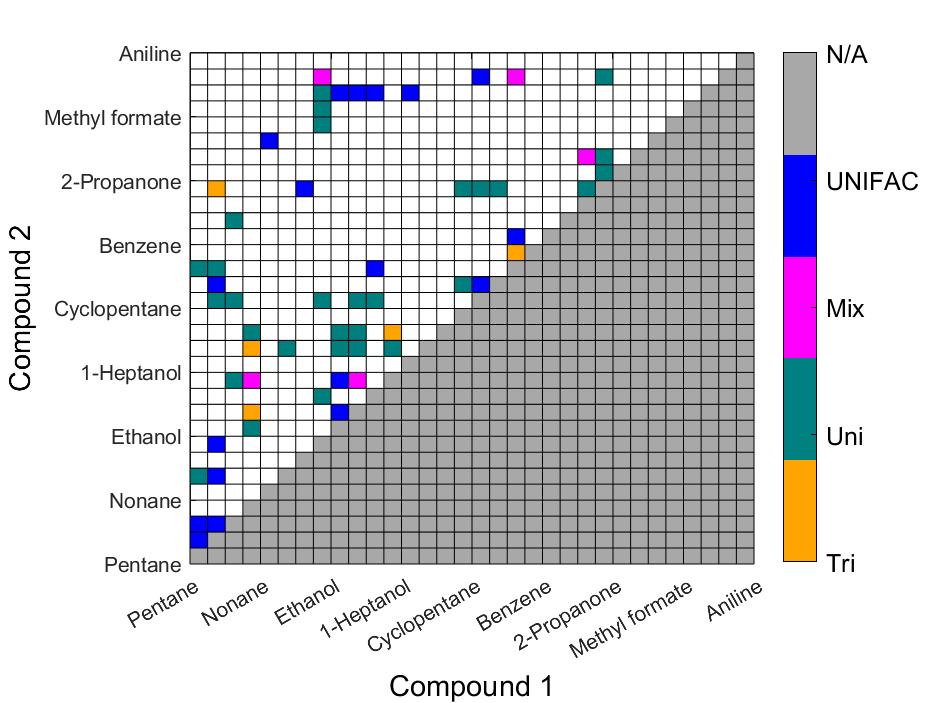 Aniline
Methyl formate
2-Propanone
Benzene
Cyclopentane
1-Heptanol
Ethanol
Nonane
Pentane
Compound 2
Pentane
Nonane
Ethanol
1-Heptanol
Cyclopentane
Benzene
2-Propanone
Methyl formate
Aniline
Compound 1
N/A
UNIFAC
Mix
Uni
Tri